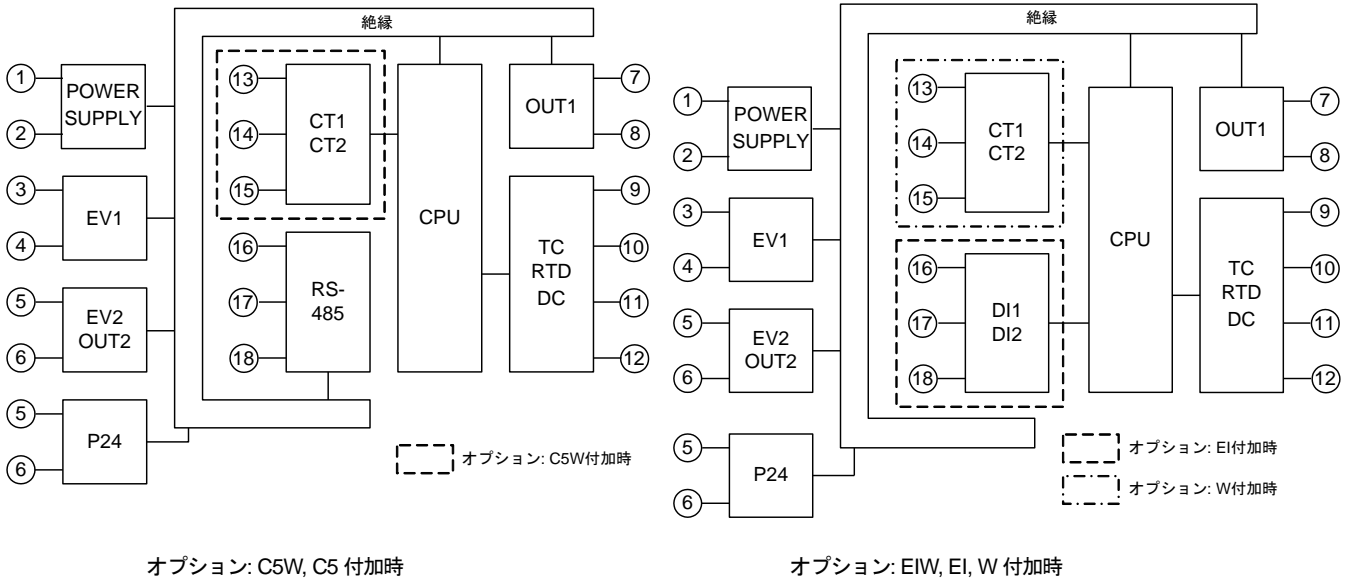 絶縁
① POWER SUPPLY
②
③ EV1
④
⑤ EV2 OUT2
⑥
⑤ P24
⑥
⑬ CT1
⑭ CT2
⑮
⑯ RS-
⑰ 485
⑱
CPU
OUT1 ⑦
⑧
TC ⑨
RTD ⑩
DC ⑪
⑫
オプション: C5W付加時
オプション: C5W, C5 付加時
絶縁
① POWER SUPPLY
②
③ EV1
④
⑤ EV2 OUT2
⑥
⑤ P24
⑥
⑬ CT1
⑭ CT2
⑮
⑯ DI1
⑰ DI2
⑱
CPU
OUT1 ⑦
⑧
TC ⑨
RTD ⑩
DC ⑪
⑫
オプション: EI付加時
オプション: W付加時
オプション: EIW, EI, W 付加時